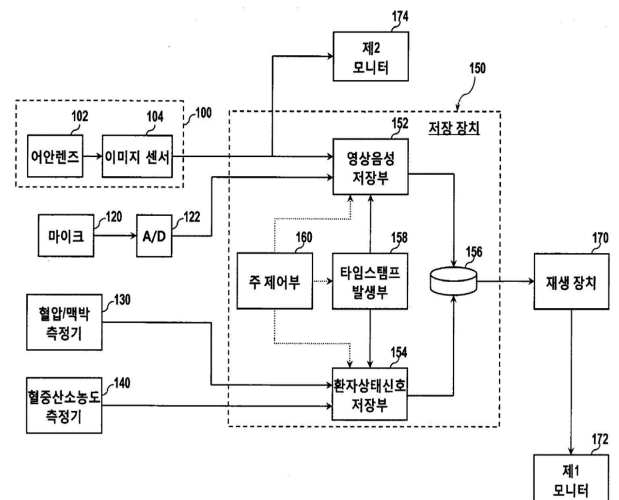 174
제2
모니터
150
저장 장치
102
104
100
152
어안렌즈
이미지 센서
영상음성
저장부
120
122
마이크
A/D
160
158
156
170
주 제어부
타임스탬프
발생부
재생 장치
130
혈압/맥박
측정기
154
140
환자상태신호
저장부
혈중산소농도
측정기
172
제1
모니터